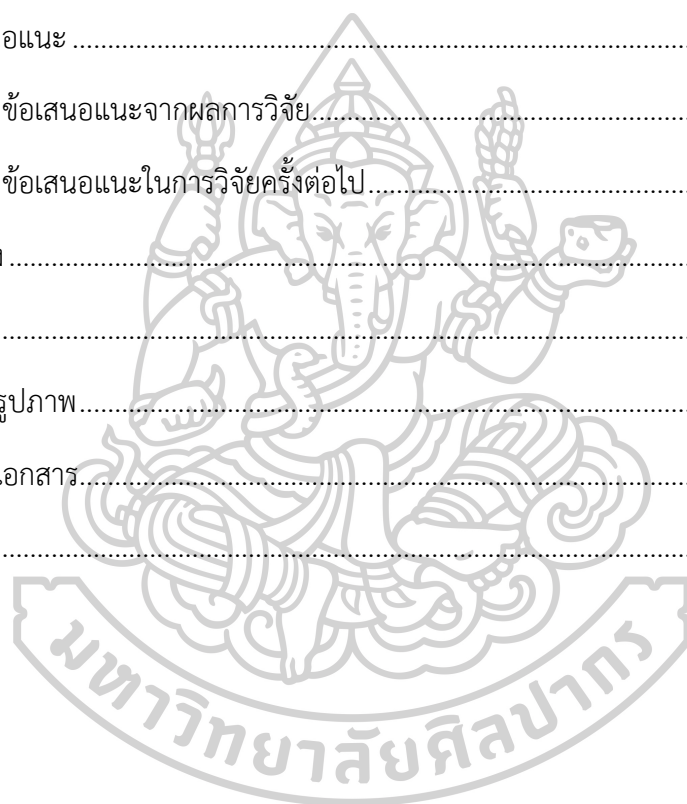 อแนะ ................................................................................
ข้อเสนอแนะจากผลการวิจัย.................................................
ข้อเสนอแนะในการวิจัยครั้งต่อไป..........................................
........................................................................................
........................................................................................
รูปภาพ..............................................................................
อกสาร..............................................................................
........................................................................................
มหาวิทยาลัยศิลปากร